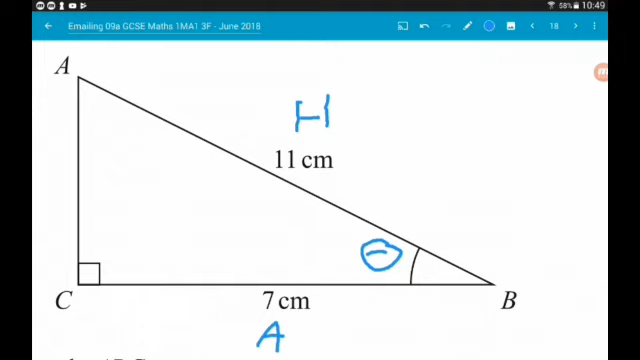 58% 10:49
Emailing 09a GCSE Maths 1MA1 3F - June 2018
18
A
H
11 cm
Θ
C
7 cm
B
A